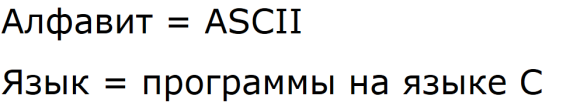 Алфавит = ASCII
Язык = программы на языке C